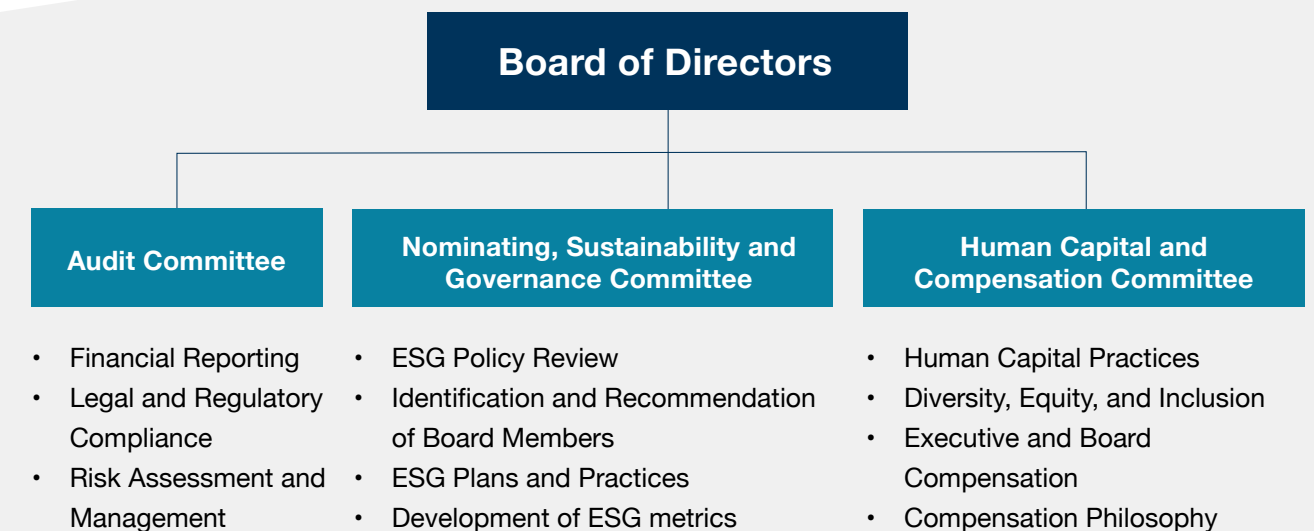 Board of Directors
Audit Committee
• Financial Reporting
• Legal and Regulatory
Compliance
• Risk Assessment and
Management
Nominating, Sustainability and
Governance Committee
• ESG Policy Review
• Identification and Recommendation
of Board Members
• ESG Plans and Practices
• Development of ESG metrics
Human Capital and
Compensation Committee
• Human Capital Practices
• Diversity, Equity, and Inclusion
• Executive and Board
Compensation
• Compensation Philosophy